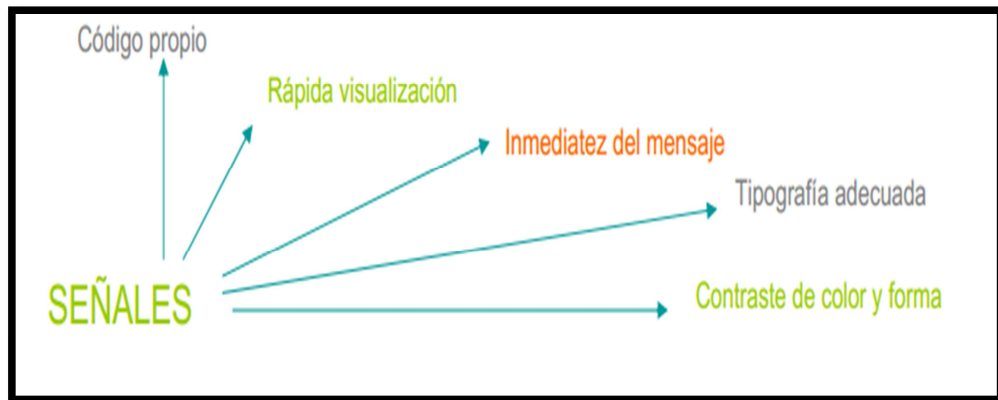 Código propio
Rápida visualización
Inmediatez del mensaje
Tipografía adecuada
SEÑALES
Contraste de color y forma